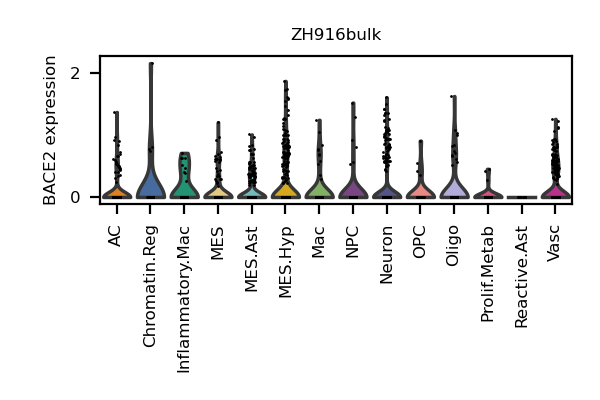 ZH916bulk
BACE2 expression
2
0
AC
Chromatin.Reg
Inflammatory.Mac
MES
MES.Ast
MES.Hyp
Mac
NPC
Neuron
OPC
Oligo
Prolif.Metab
Reactive.Ast
Vasc